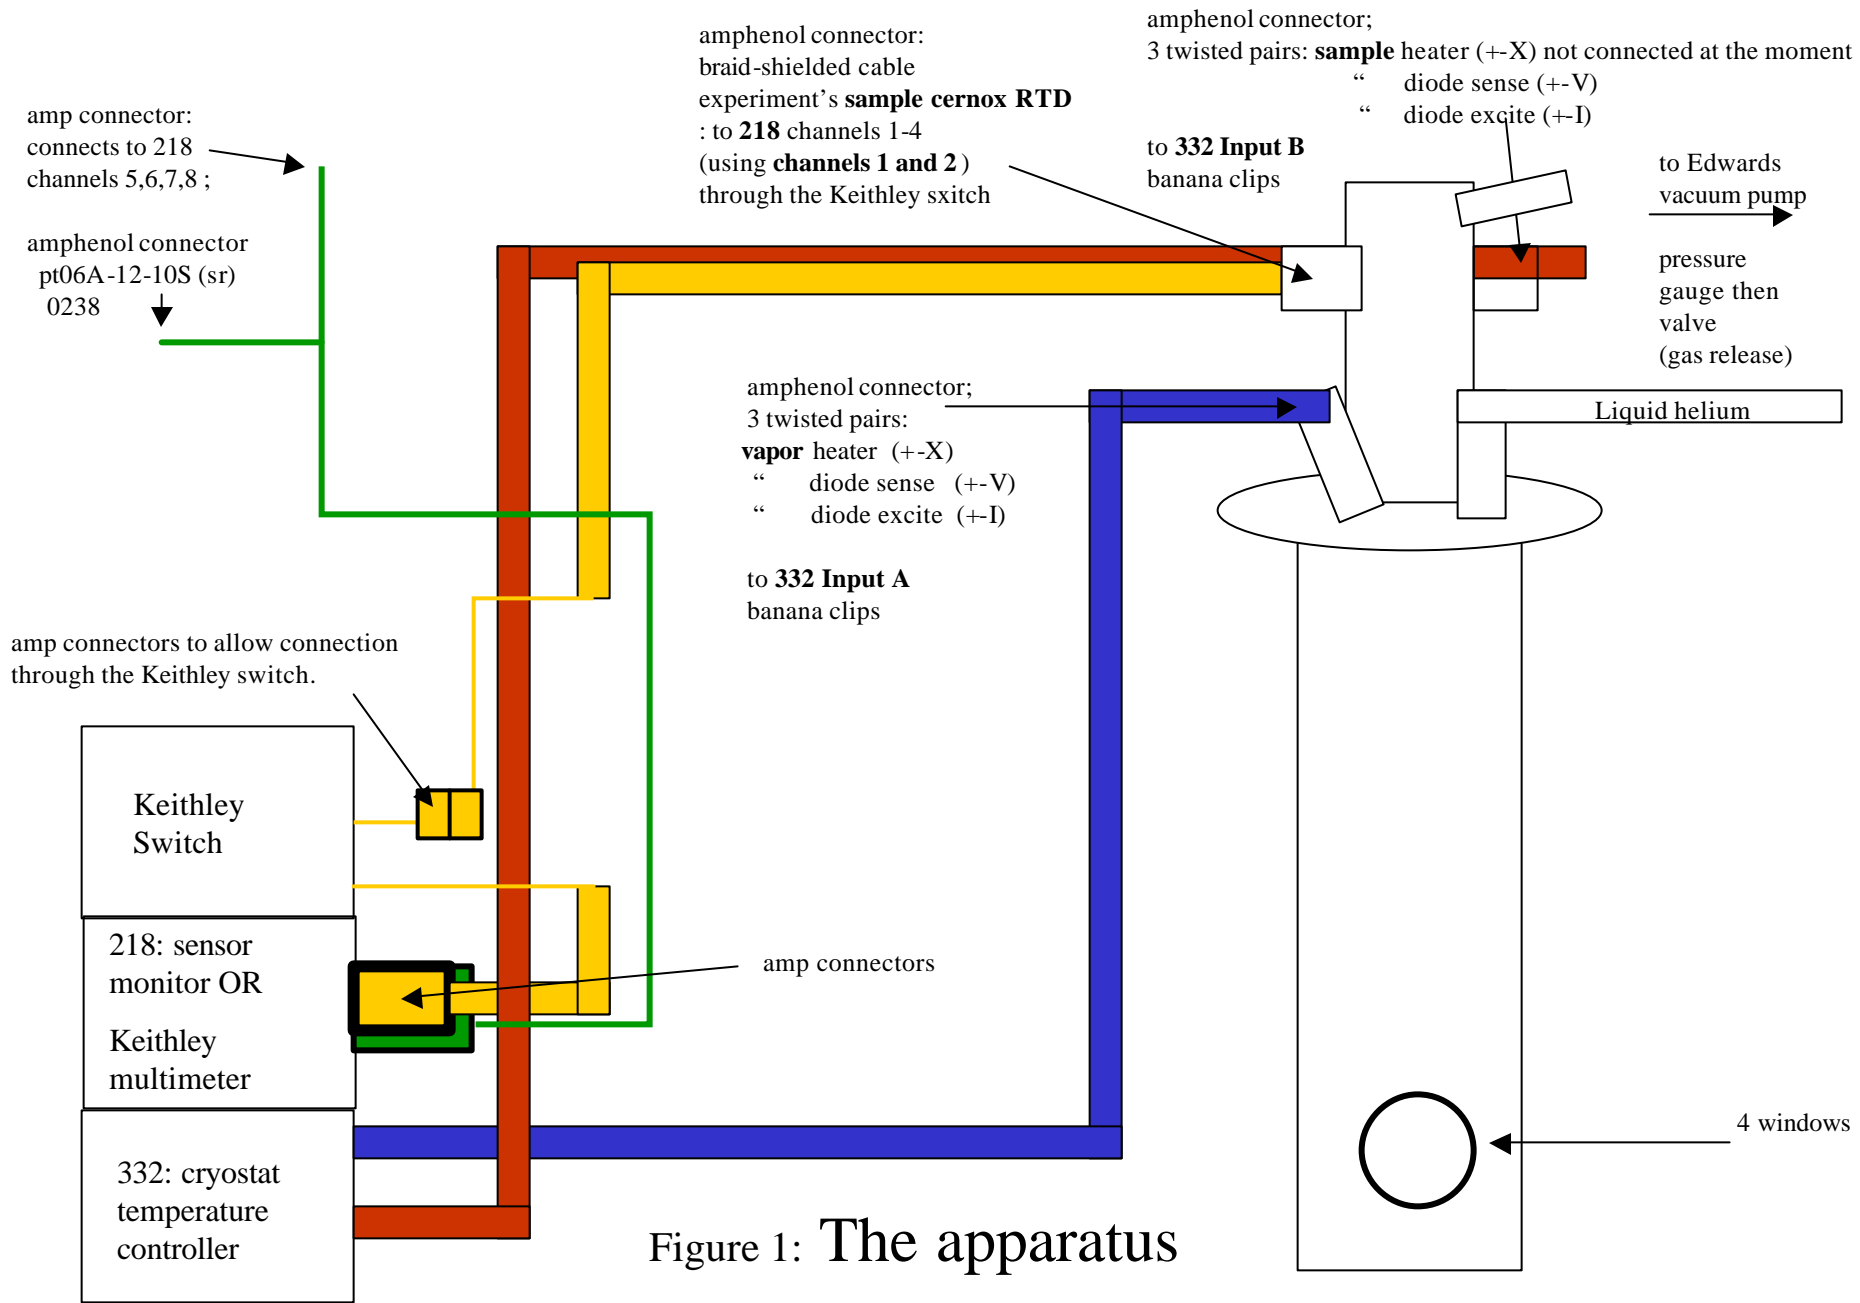 amphenol connector;
3 twisted pairs: sample heater (+-X) not connected at the moment
“ diode sense (+-V)
“ diode excite (+-I)
to 332 Input B
banana clips
amphenol connector:
braid-shielded cable
experiment's sample cernox RTD
: to 218 channels 1-4
(using channels 1 and 2 )
through the Keithley sxitch
amp connector:
connects to 218
channels 5,6,7,8 ;
amphenol connector
pt06A-12-10S (sr)
0238
to Edwards
vacuum pump
pressure
gauge then
valve
(gas release)
Liquid helium
amphenol connector;
3 twisted pairs:
vapor heater (+-X)
“ diode sense (+-V)
“ diode excite (+-I)
to 332 Input A
banana clips
amp connectors to allow connection
through the Keithley switch.
Keithley
Switch
218: sensor
monitor OR
Keithley
multimeter
amp connectors
332: cryostat
temperature
controller
4 windows
Figure 1: The apparatus